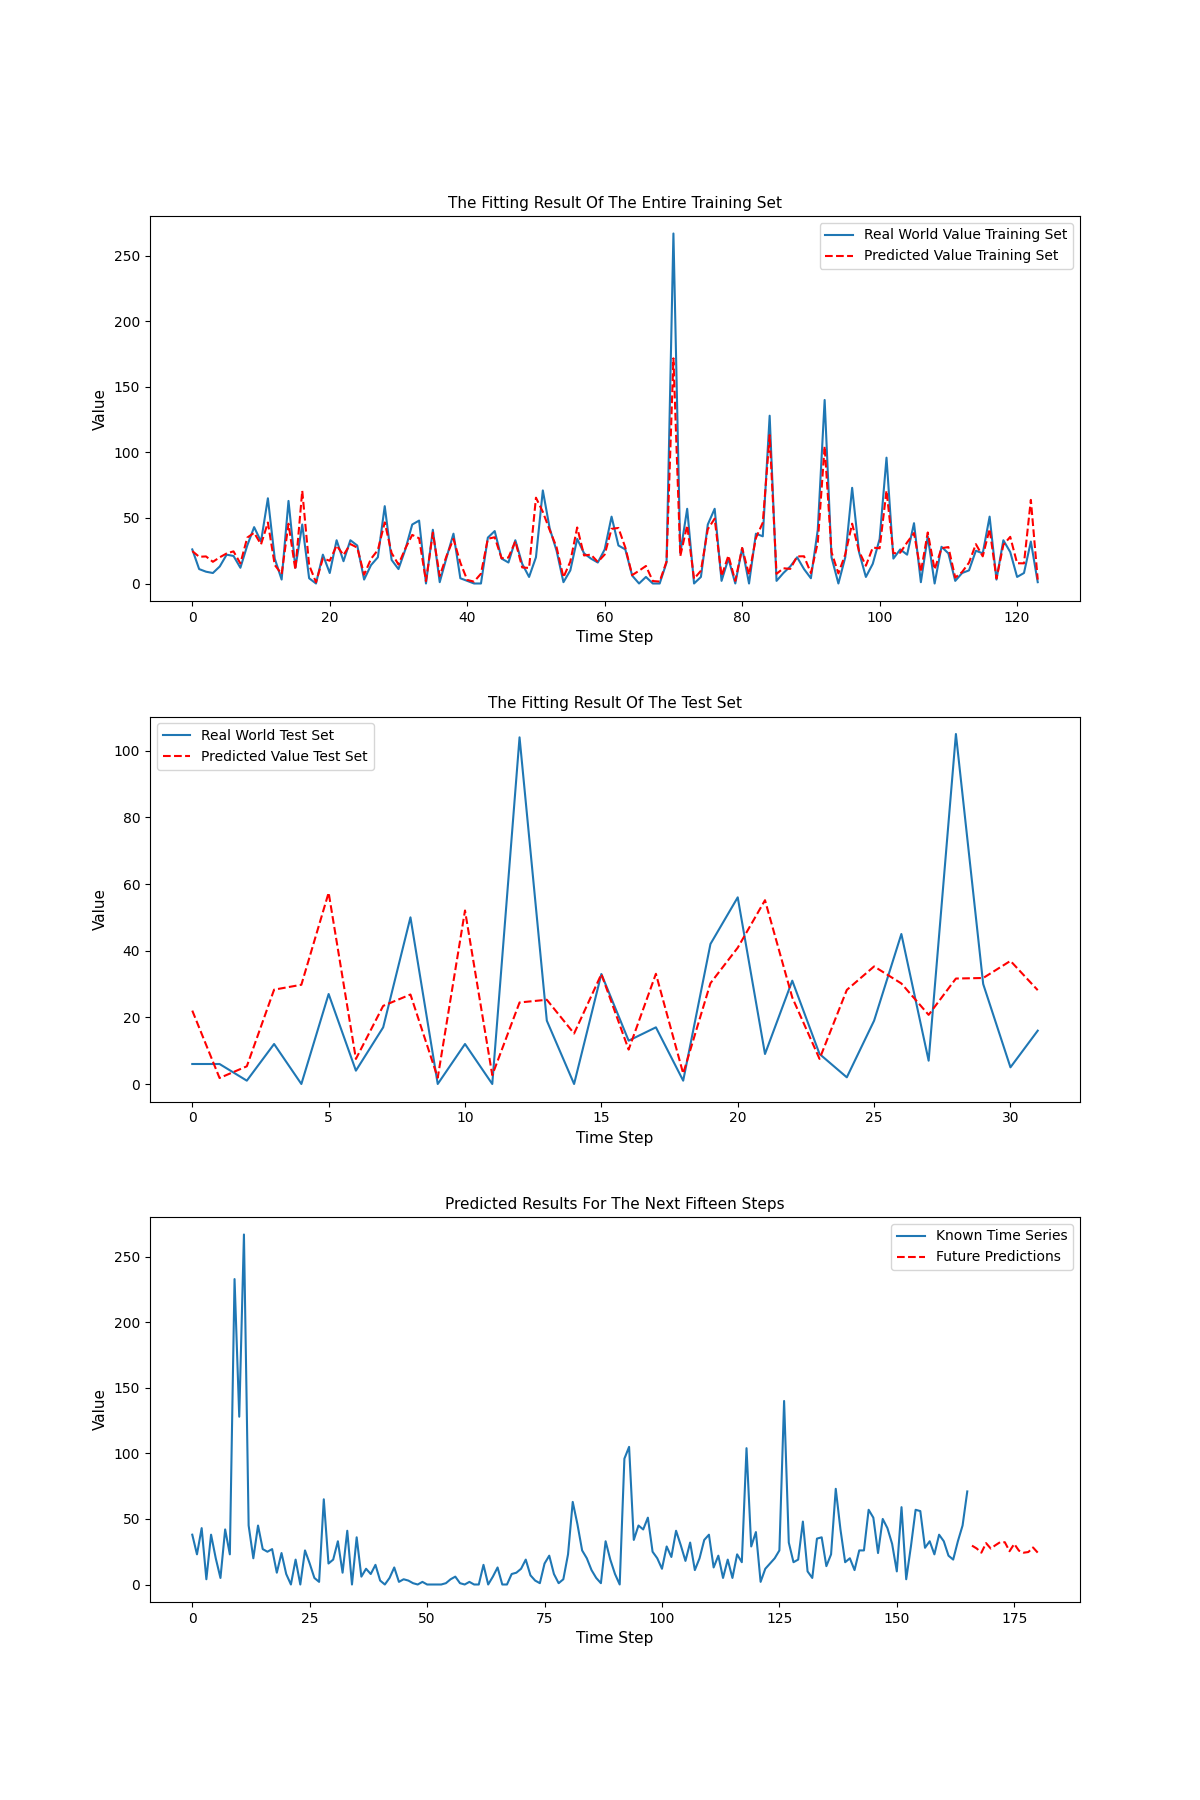 The Fitting Result Of The Entire Training Set
Real World Value Training Set
Predicted Value Training Set
250
200
150
100
50
0
Value
0 20 40 60 80 100 120
Time Step
The Fitting Result Of The Test Set
Real World Test Set
Predicted Value Test Set
100
80
60
40
20
0
Value
0 5 10 15 20 25 30
Time Step
Predicted Results For The Next Fifteen Steps
Known Time Series
Future Predictions
250
200
150
100
50
0
Value
0 25 50 75 100 125 150 175
Time Step